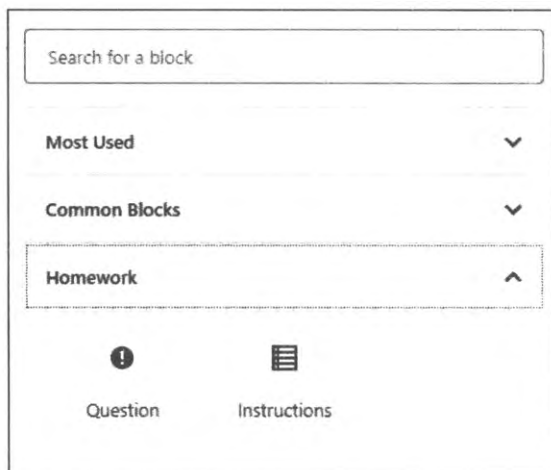 Search for a block
Most Used
Common Blocks
Homework
Question Instructions